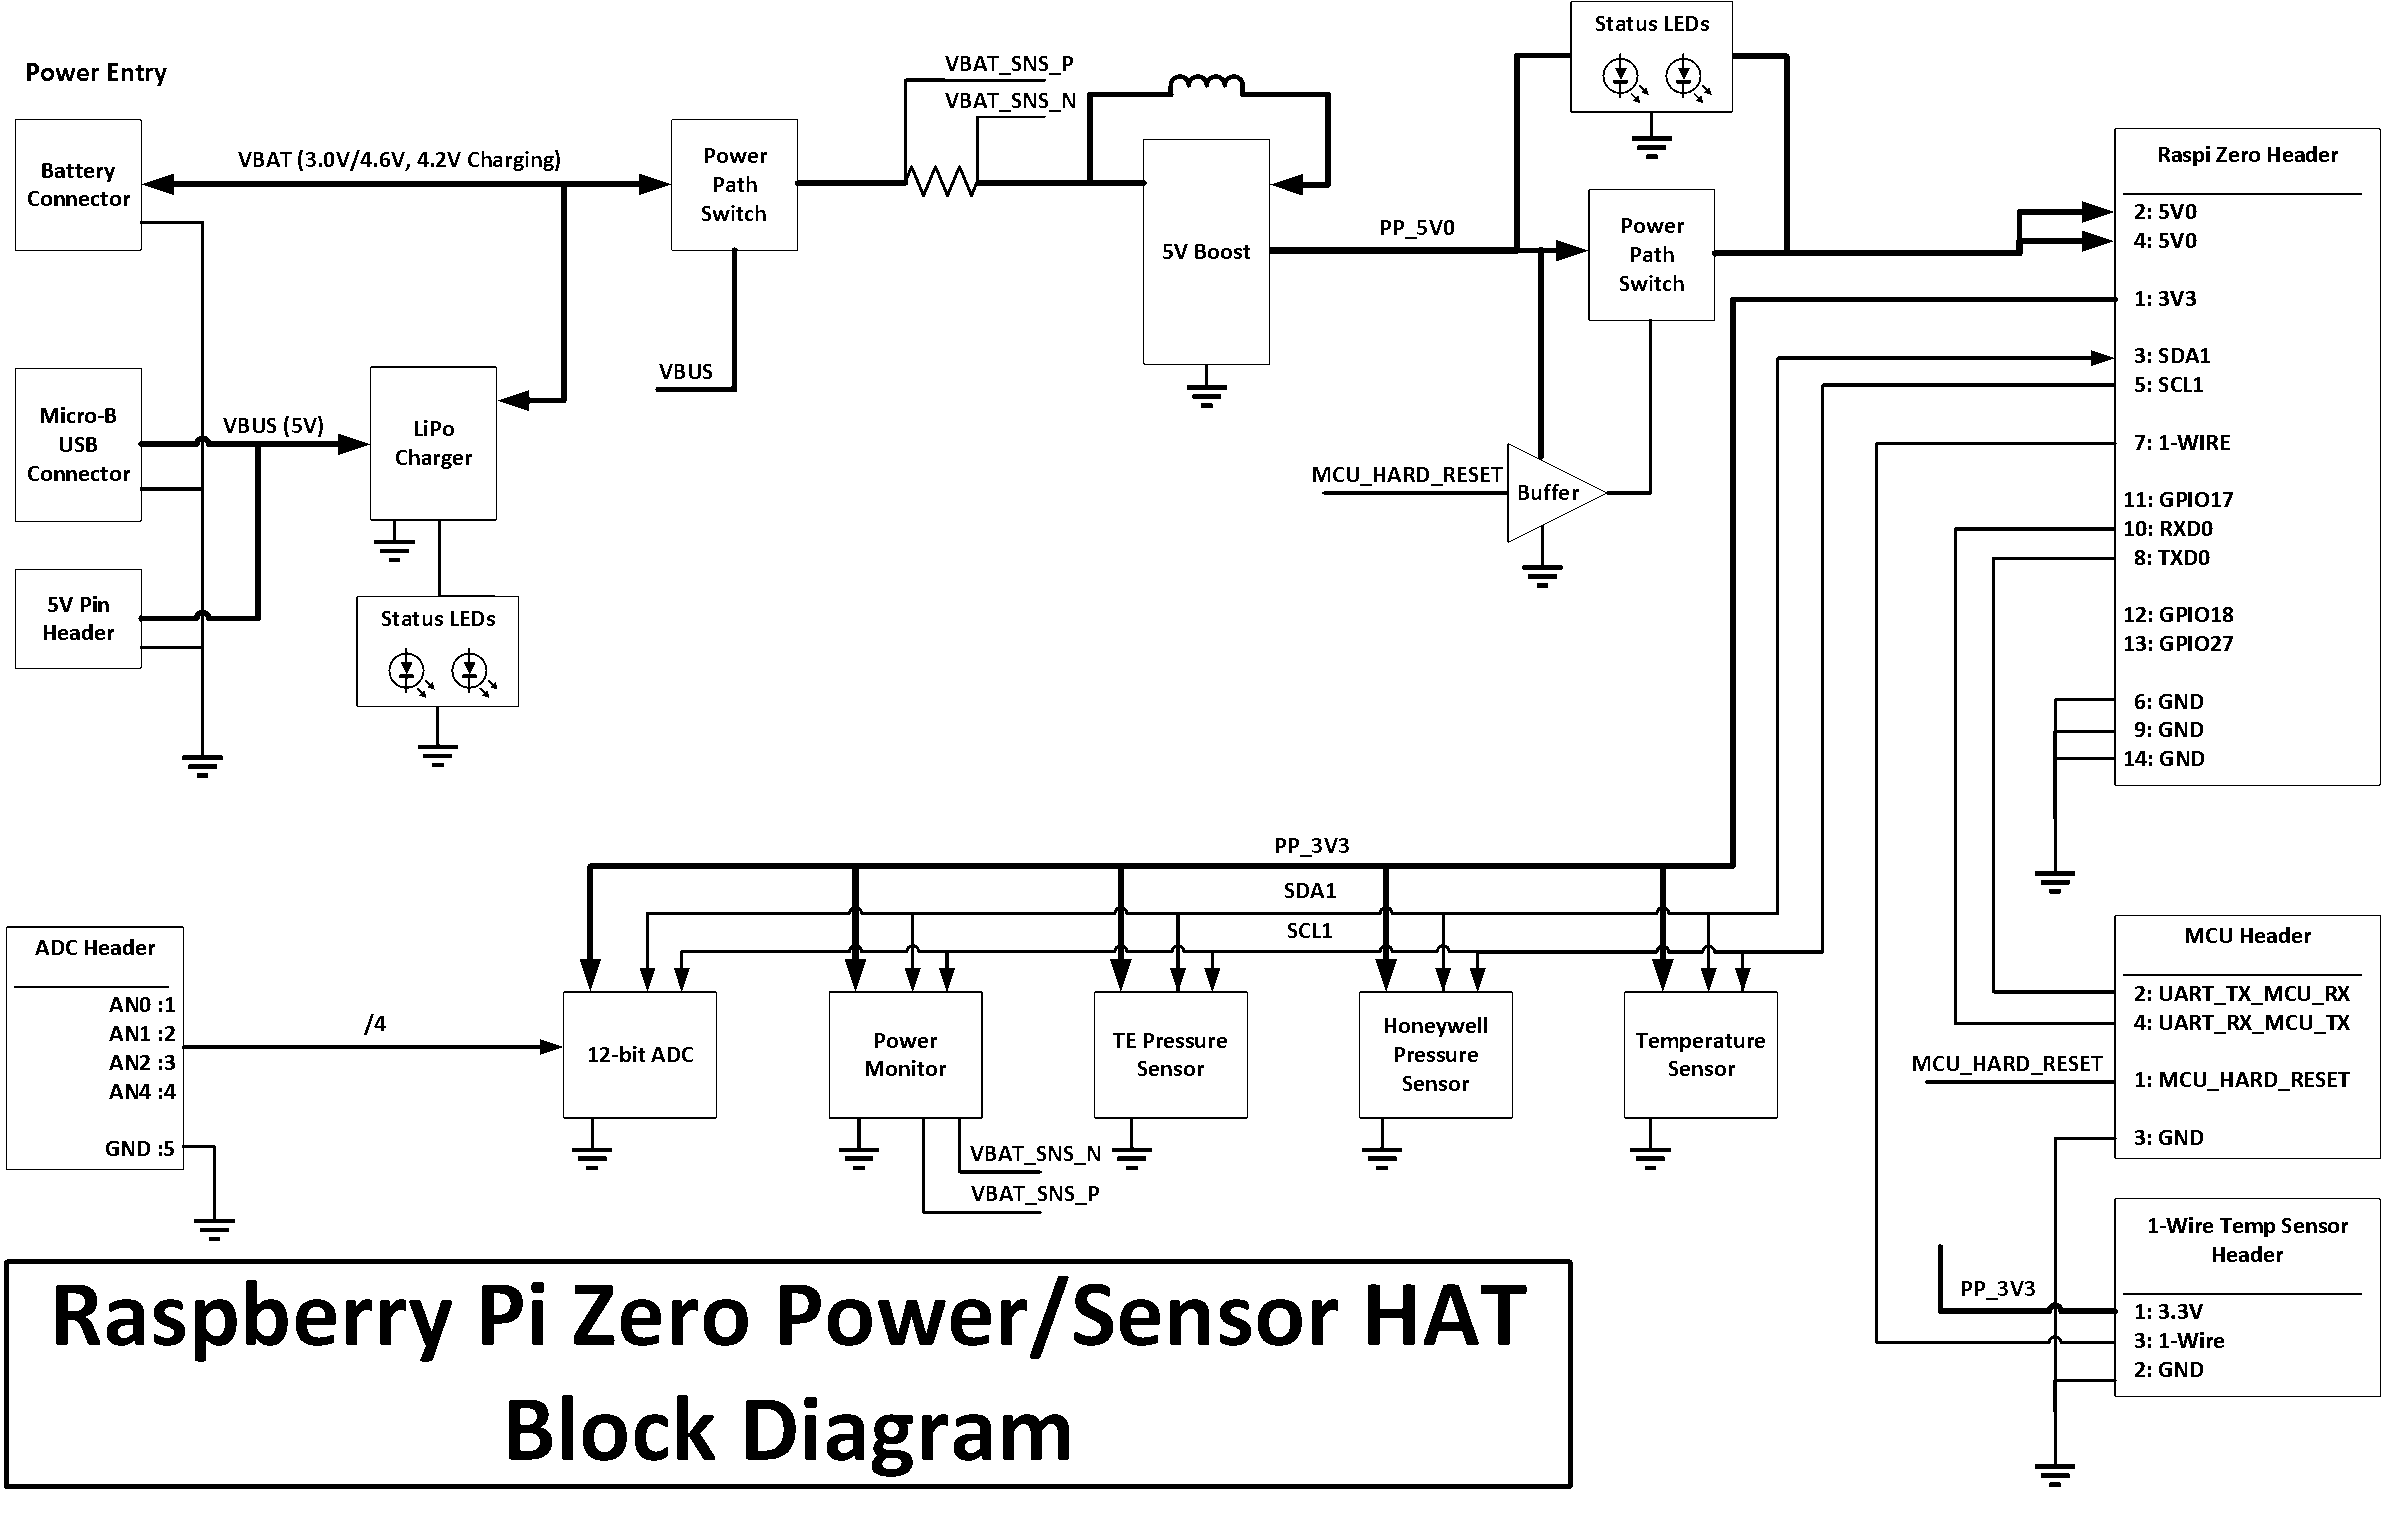 Power Entry
Battery
Connector
VBAT (3.0V/4.6V, 4.2V Charging)
Power
Path
Switch
VBAT_SNS_P
VBAT_SNS_N
5V Boost
PP_5V0
Status LEDs
Power
Path
Switch
Raspi Zero Header
2: 5V0
4: 5V0
1: 3V3
3: SDA1
5: SCL1
7: 1-WIRE
11: GPIO17
10: RXD0
8: TXD0
12: GPIO18
13: GPIO27
6: GND
9: GND
14: GND
Micro-B
USB
Connector
VBUS (5V)
LiPo
Charger
VBUS
MCU_HARD_RESET
Buffer
5V Pin
Header
Status LEDs
PP_3V3
SDA1
SCL1
ADC Header
AN0 :1
AN1 :2
AN2 :3
AN4 :4
GND :5
/4
12-bit ADC
Power
Monitor
VBAT_SNS_N
VBAT_SNS_P
TE Pressure
Sensor
Honeywell
Pressure
Sensor
Temperature
Sensor
MCU Header
2: UART_TX_MCU_RX
4: UART_RX_MCU_TX
MCU_HARD_RESET
1: MCU_HARD_RESET
3: GND
1-Wire Temp Sensor
Header
PP_3V3
1: 3.3V
3: 1-Wire
2: GND
Raspberry Pi Zero Power/Sensor HAT
Block Diagram